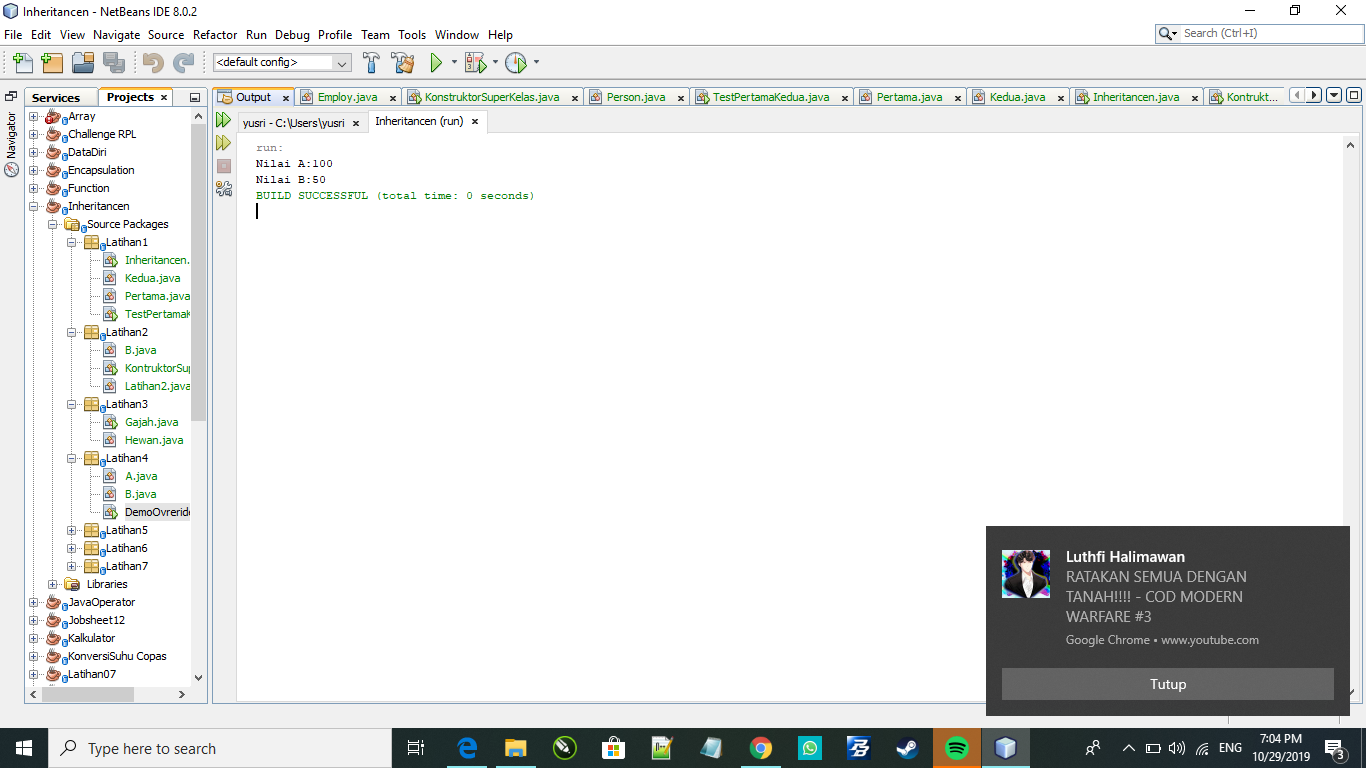 Inheritancen - NetBeans IDE 8.0.2
File Edit View Navigate Source Refactor Run Debug Profile Team Tools Window Help
Search (Ctrl+I)
<default config>
Navigator
Services
Projects
Array
Challenge RPL
DataDiri
Encapsulation
Function
Inheritancen
Source Packages
Latihan1
Inheritancen.
Kedua.java
Pertama.java
TestPertamaK
Latihan2
B.java
KontruktorSup
Latihan2.java
Latihan3
Gajah.java
Hewan.java
Latihan4
A.java
B.java
DemoOvreride
Latihan5
Latihan6
Latihan7
Libraries
JavaOperator
Jobsheet12
Kalkulator
KonversiSuhu Copas
Latihan07
Output
Employ.java
KonstruktorSuperKelas.java
Person.java
TestPertamaKedua.java
Pertama.java
Kedua.java
Inheritancen.java
Kontrukt...
yusri - C:\Users\yusri
Inheritancen (run)
run:
Nilai A:100
Nilai B:50
BUILD SUCCESSFUL (total time: 0 seconds)
Luthfi Halimawan
RATAKAN SEMUA DENGAN
TANAH!!!! - COD MODERN
WARFARE #3
Google Chrome • www.youtube.com
Tutup
Type here to search
ENG
7:04 PM
10/29/2019
3